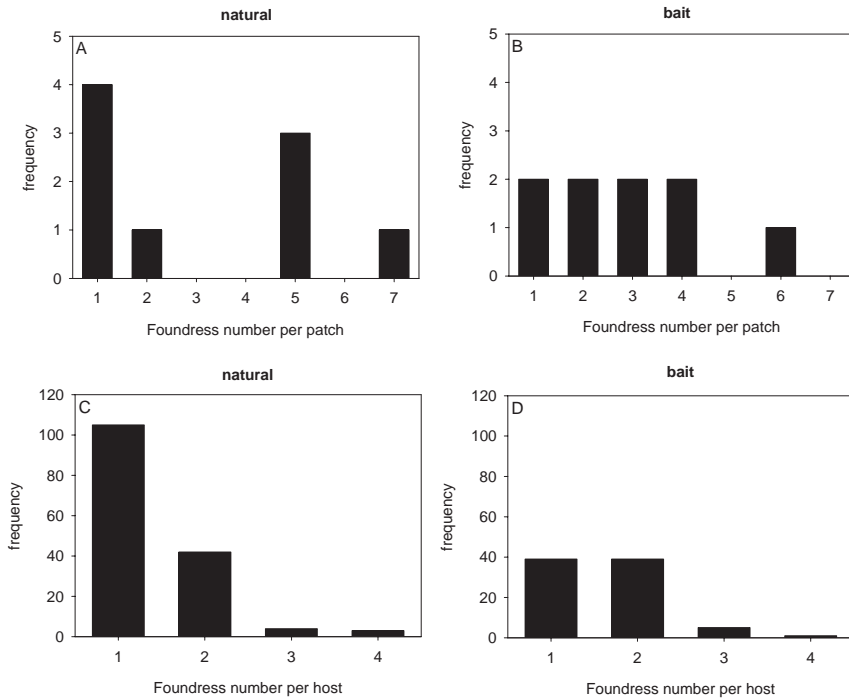 natural
A
5
4
3
2
1
0
frequency
1 2 3 4 5 6 7
Foundress number per patch
bait
B
5
4
3
2
1
0
frequency
1 2 3 4 5 6 7
Foundress number per patch
natural
C
120
100
80
60
40
20
0
frequency
1 2 3 4
Foundress number per host
bait
D
120
100
80
60
40
20
0
frequency
1 2 3 4
Foundress number per host